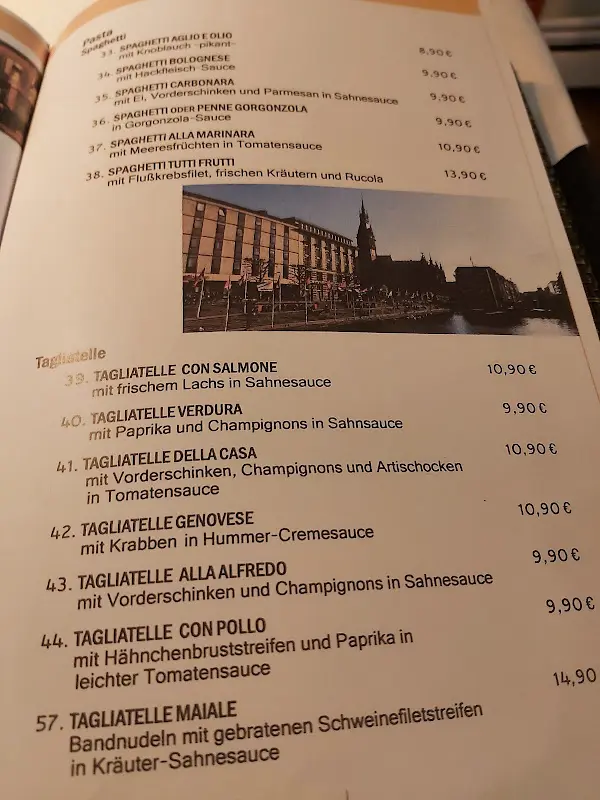 Pasta
Spaghetti
33. SPAGHETTI AGLIO E OLIO 8,90 €
mit Knoblauch -pikant-
34. SPAGHETTI BOLOGNESE 9,90 €
mit Hackfleisch-Sauce
35. SPAGHETTI CARBONARA 9,90 €
mit Ei, Vorderschinken und Parmesan in Sahnesauce
36. SPAGHETTI ODER PENNE GORGONZOLA 9,90 €
in Gorgonzola-Sauce
37. SPAGHETTI ALLA MARINARA 10,90 €
mit Meeresfrüchten in Tomatensauce
38. SPAGHETTI TUTTI FRUTTI 13,90 €
mit Flußkrebsfilet, frischen Kräutern und Rucola
Tagliatelle
39. TAGLIATELLE CON SALMONE 10,90 €
mit frischem Lachs in Sahnesauce
40. TAGLIATELLE VERDURA 9,90 €
mit Paprika und Champignons in Sahnsauce
41. TAGLIATELLE DELLA CASA 10,90 €
mit Vorderschinken, Champignons und Artischocken
in Tomatensauce
42. TAGLIATELLE GENOVESE 10,90 €
mit Krabben in Hummer-Cremesauce
43. TAGLIATELLE ALLA ALFREDO 9,90 €
mit Vorderschinken und Champignons in Sahnesauce
44. TAGLIATELLE CON POLLO 9,90 €
mit Hähnchenbruststreifen und Paprika in
leichter Tomatensauce
57. TAGLIATELLE MAIALE 14,90
Bandnudeln mit gebratenen Schweinefiletstreifen
in Kräuter-Sahnesauce